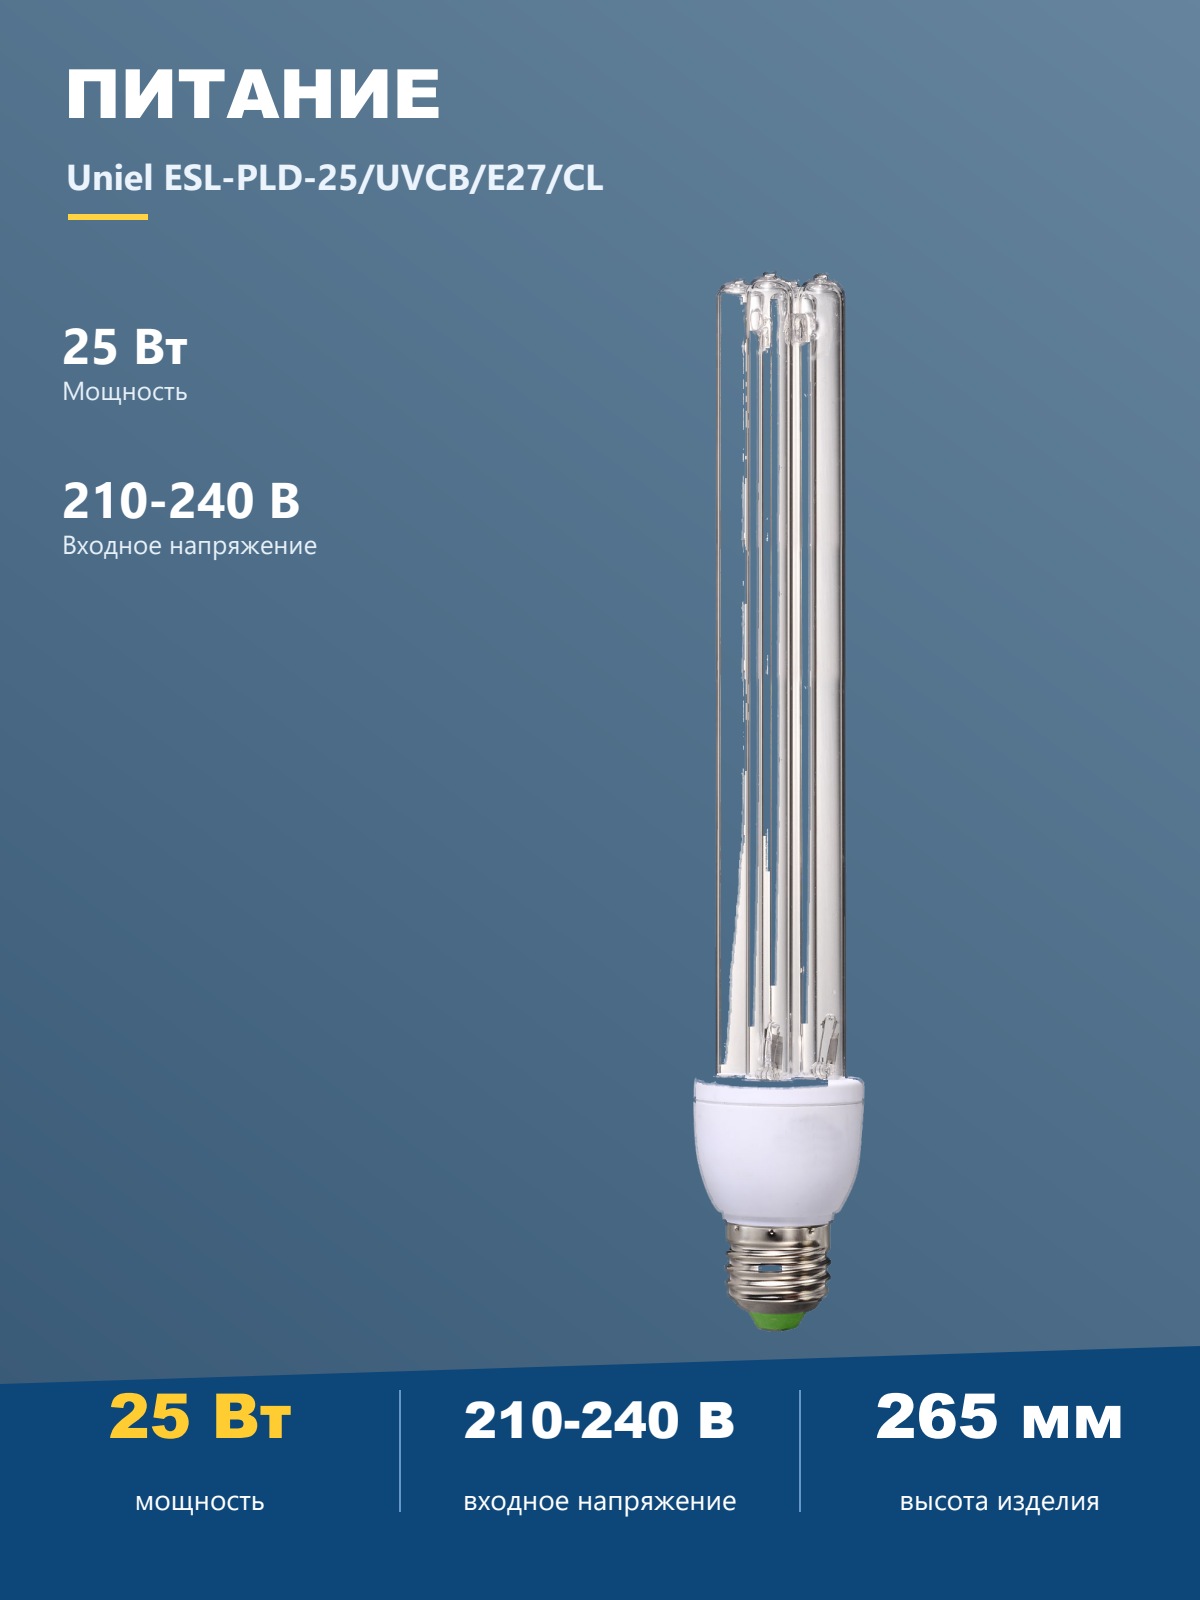 ПИТАНИЕ
Uniel ESL-PLD-25/UVCB/E27/CL
25 Вт
Мощность
210-240 В
Входное напряжение
25 Вт
мощность
210-240 В
входное напряжение
265 мм
высота изделия